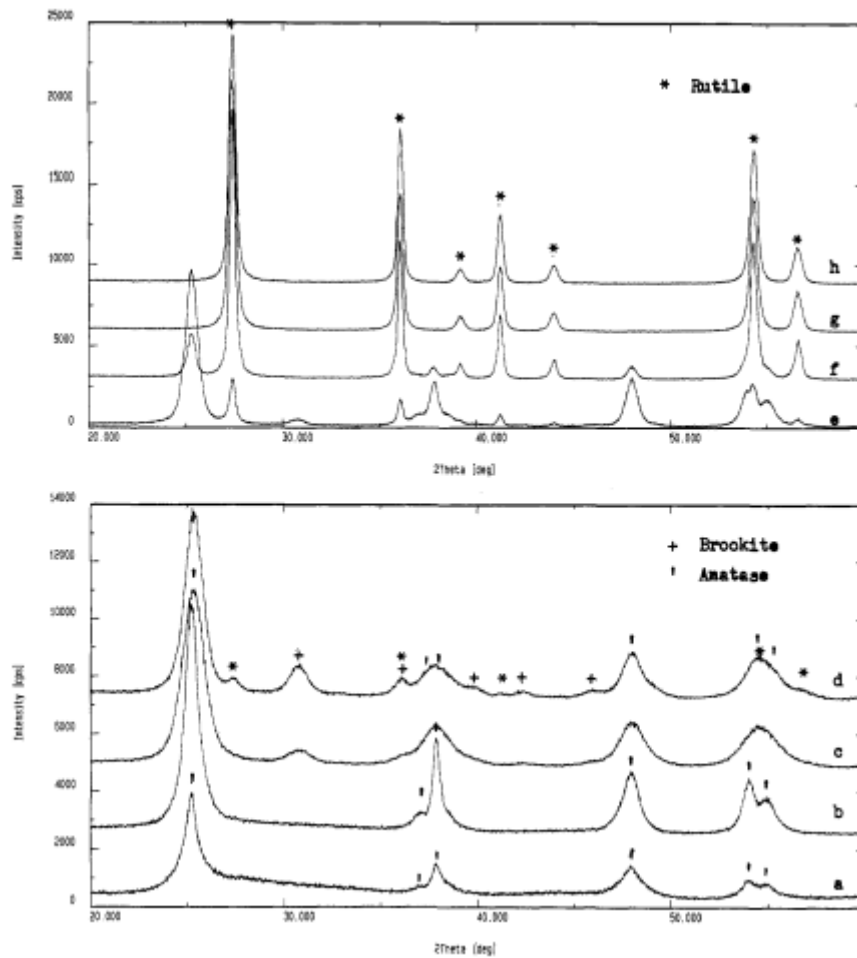 25000
20000
15000
10000
5000
0
Intensity [cps]
* Rutile
h
g
f
e
20.000 30.000 40.000 50.000
2Theta [deg]
14000
12000
10000
8000
6000
4000
2000
0
Intensity [cps]
+ Brookite
' Anatase
d
c
b
a
20.000 30.000 40.000 50.000
2Theta [deg]